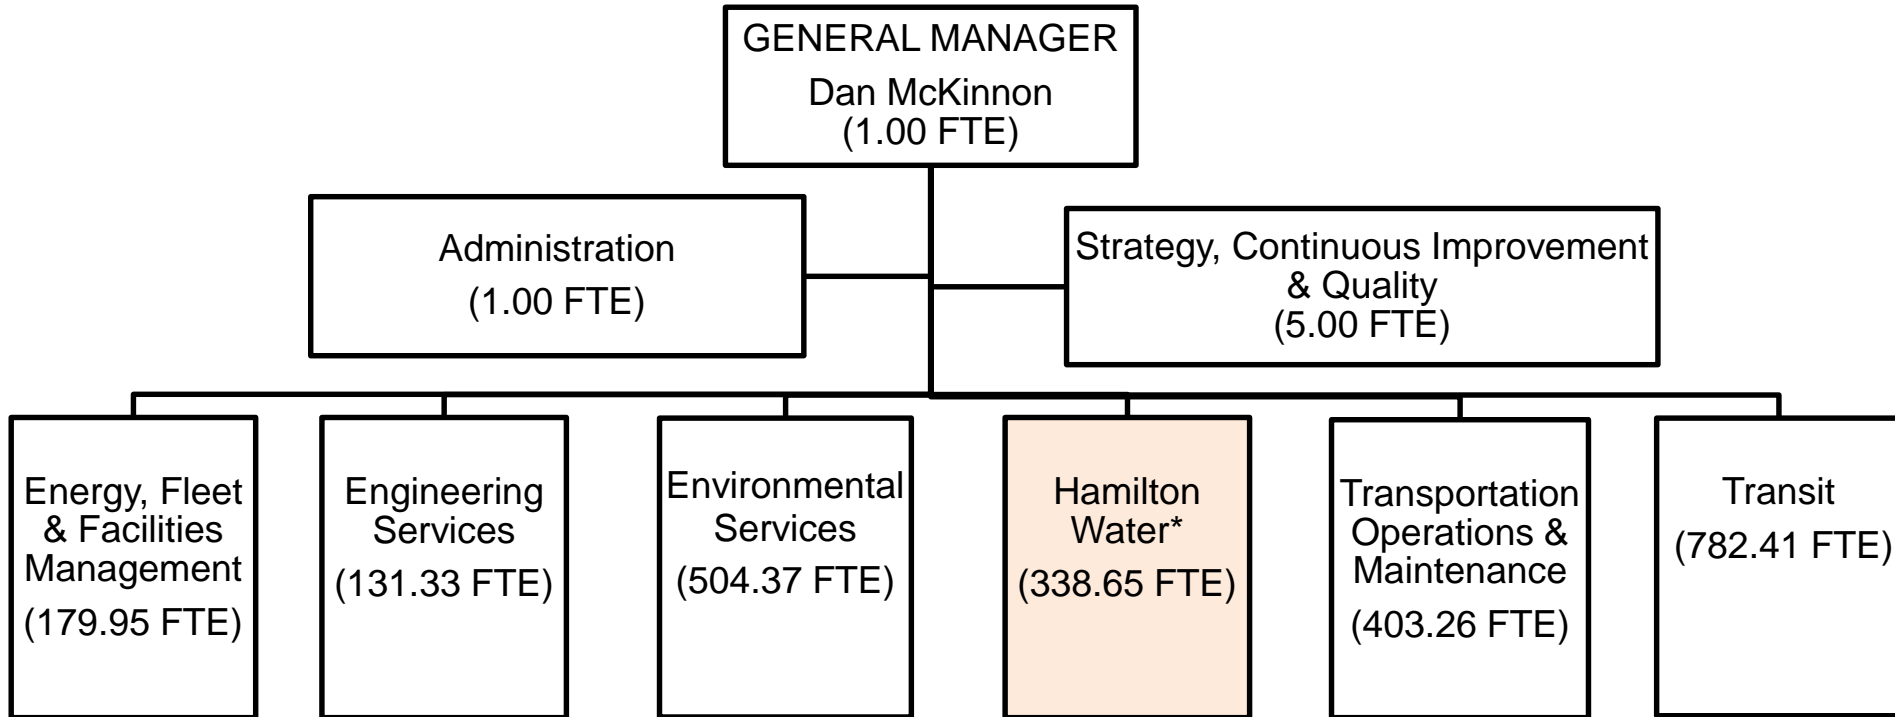 GENERAL MANAGER
Dan McKinnon
(1.00 FTE)
Administration
(1.00 FTE)
Strategy, Continuous Improvement
& Quality
(5.00 FTE)
Energy, Fleet
& Facilities
Management
(179.95 FTE)
Engineering
Services
(131.33 FTE)
Environmental
Services
(504.37 FTE)
Hamilton
Water*
(338.65 FTE)
Transportation
Operations &
Maintenance
(403.26 FTE)
Transit
(782.41 FTE)